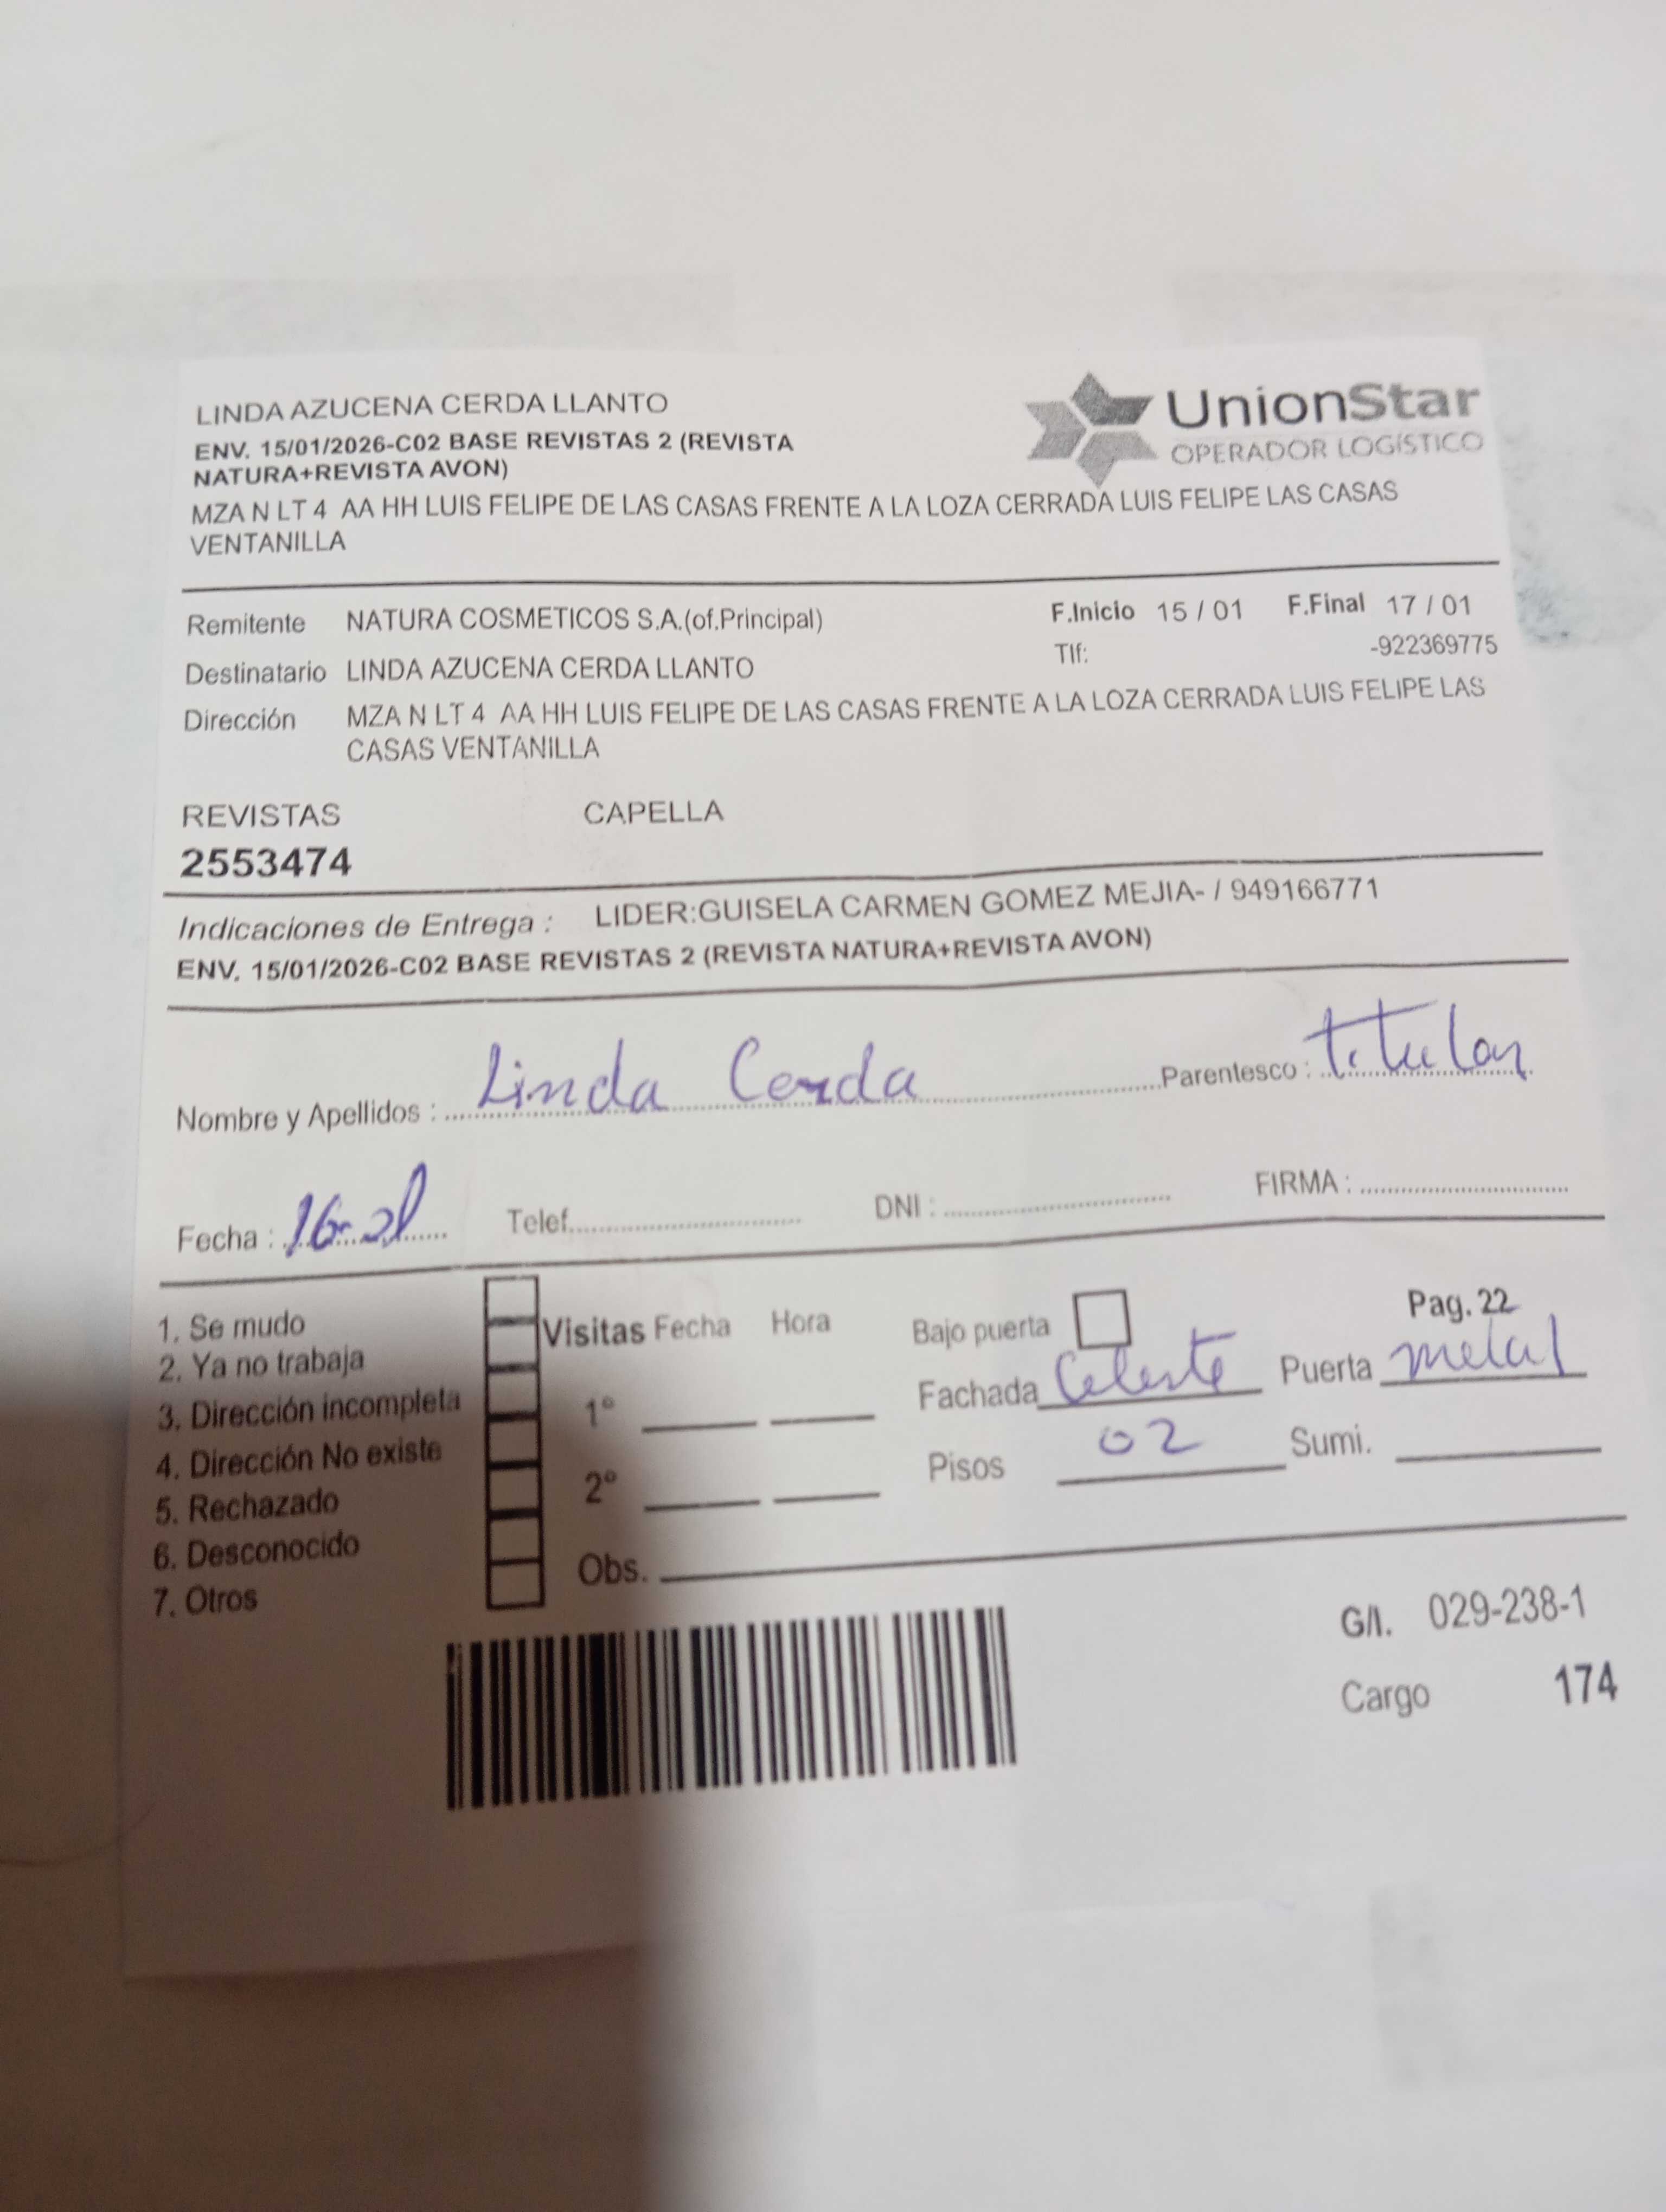 LINDA AZUCENA CERDA LLANTO
ENV. 15/01/2026-C02 BASE REVISTAS 2 (REVISTA
NATURA+REVISTA AVON)
MZA N LT 4 AA HH LUIS FELIPE DE LAS CASAS FRENTE A LA LOZA CERRADA LUIS FELIPE LAS CASAS
VENTANILLA
UnionStar
OPERADOR LOGÍSTICO
Remitente NATURA COSMETICOS S.A.(of.Principal) F.Inicio 15 / 01 F.Final 17 / 01
Destinatario LINDA AZUCENA CERDA LLANTO Tlf: -922369775
Dirección MZA N LT 4 AA HH LUIS FELIPE DE LAS CASAS FRENTE A LA LOZA CERRADA LUIS FELIPE LAS
CASAS VENTANILLA
REVISTAS CAPELLA
2553474
Indicaciones de Entrega : LIDER:GUISELA CARMEN GOMEZ MEJIA- / 949166771
ENV. 15/01/2026-C02 BASE REVISTAS 2 (REVISTA NATURA+REVISTA AVON)
Nombre y Apellidos : Linda Cerda Parentesco : titular
Fecha : 16-01 Telef. DNI : FIRMA :
1. Se mudo
2. Ya no trabaja
3. Dirección incompleta
4. Dirección No existe
5. Rechazado
6. Desconocido
7. Otros
Visitas Fecha Hora
1°
2°
Obs.
Bajo puerta Pag. 22
Fachada Celeste Puerta metal
Pisos 02 Sumi.
G/I. 029-238-1
Cargo 174